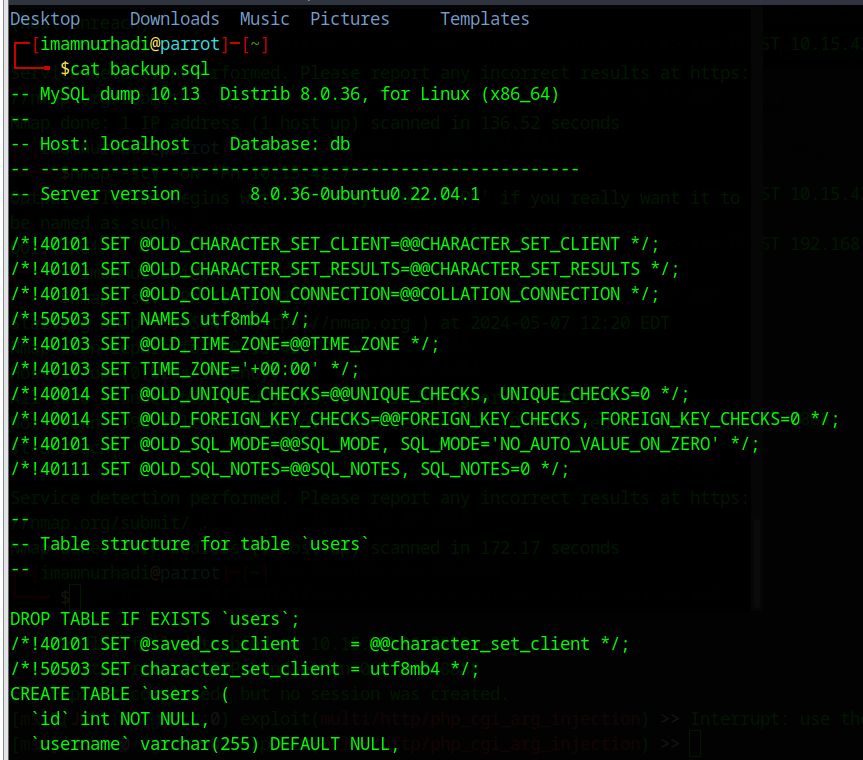 Desktop     Downloads  Music  Pictures     Templates
┌─[imamnurhadi@parrot]─[~]
└──╼ $cat backup.sql
-- MySQL dump 10.13  Distrib 8.0.36, for Linux (x86_64)
--
-- Host: localhost    Database: db
-- ------------------------------------------------------
-- Server version       8.0.36-0ubuntu0.22.04.1
/*!40101 SET @OLD_CHARACTER_SET_CLIENT=@@CHARACTER_SET_CLIENT */;
/*!40101 SET @OLD_CHARACTER_SET_RESULTS=@@CHARACTER_SET_RESULTS */;
/*!40101 SET @OLD_COLLATION_CONNECTION=@@COLLATION_CONNECTION */;
/*!50503 SET NAMES utf8mb4 */;
/*!40103 SET @OLD_TIME_ZONE=@@TIME_ZONE */;
/*!40103 SET TIME_ZONE='+00:00' */;
/*!40014 SET @OLD_UNIQUE_CHECKS=@@UNIQUE_CHECKS, UNIQUE_CHECKS=0 */;
/*!40014 SET @OLD_FOREIGN_KEY_CHECKS=@@FOREIGN_KEY_CHECKS, FOREIGN_KEY_CHECKS=0 */;
/*!40101 SET @OLD_SQL_MODE=@@SQL_MODE, SQL_MODE='NO_AUTO_VALUE_ON_ZERO' */;
/*!40111 SET @OLD_SQL_NOTES=@@SQL_NOTES, SQL_NOTES=0 */;
--
-- Table structure for table `users`
--
DROP TABLE IF EXISTS `users`;
/*!40101 SET @saved_cs_client     = @@character_set_client */;
/*!50503 SET character_set_client = utf8mb4 */;
CREATE TABLE `users` (
  `id` int NOT NULL,
  `username` varchar(255) DEFAULT NULL,